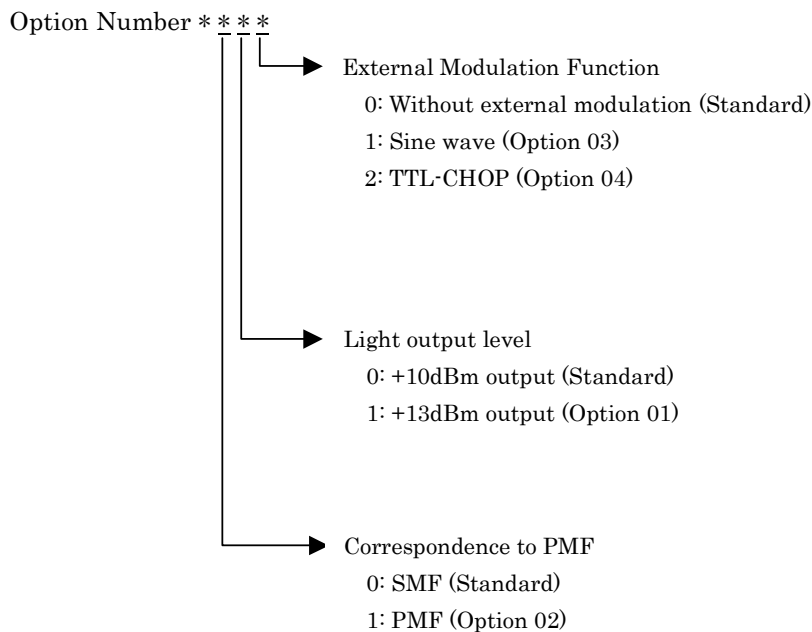 Option Number * * * *
External Modulation Function
0: Without external modulation (Standard)
1: Sine wave (Option 03)
2: TTL-CHOP (Option 04)
Light output level
0: +10dBm output (Standard)
1: +13dBm output (Option 01)
Correspondence to PMF
0: SMF (Standard)
1: PMF (Option 02)